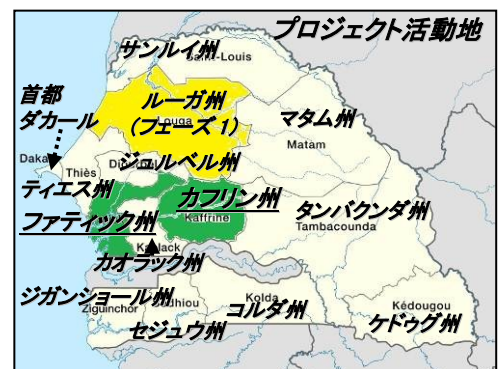 プロジェクト活動地
サンルイ州
Saint-Louis
首都
ダカール
ルーガ州
Louga
(フェーズ1)
マタム州
Matam
Daka
Thiès
ジュルベル州
ティエス州
カフリン州
Kaffrine
タンバクンダ州
Tambacounda
ファティック州
カオラック州
ジガンショール州
Ziguinchor
コルダ州
Kolda
セジュウ州
Kédougou
ケドゥグ州